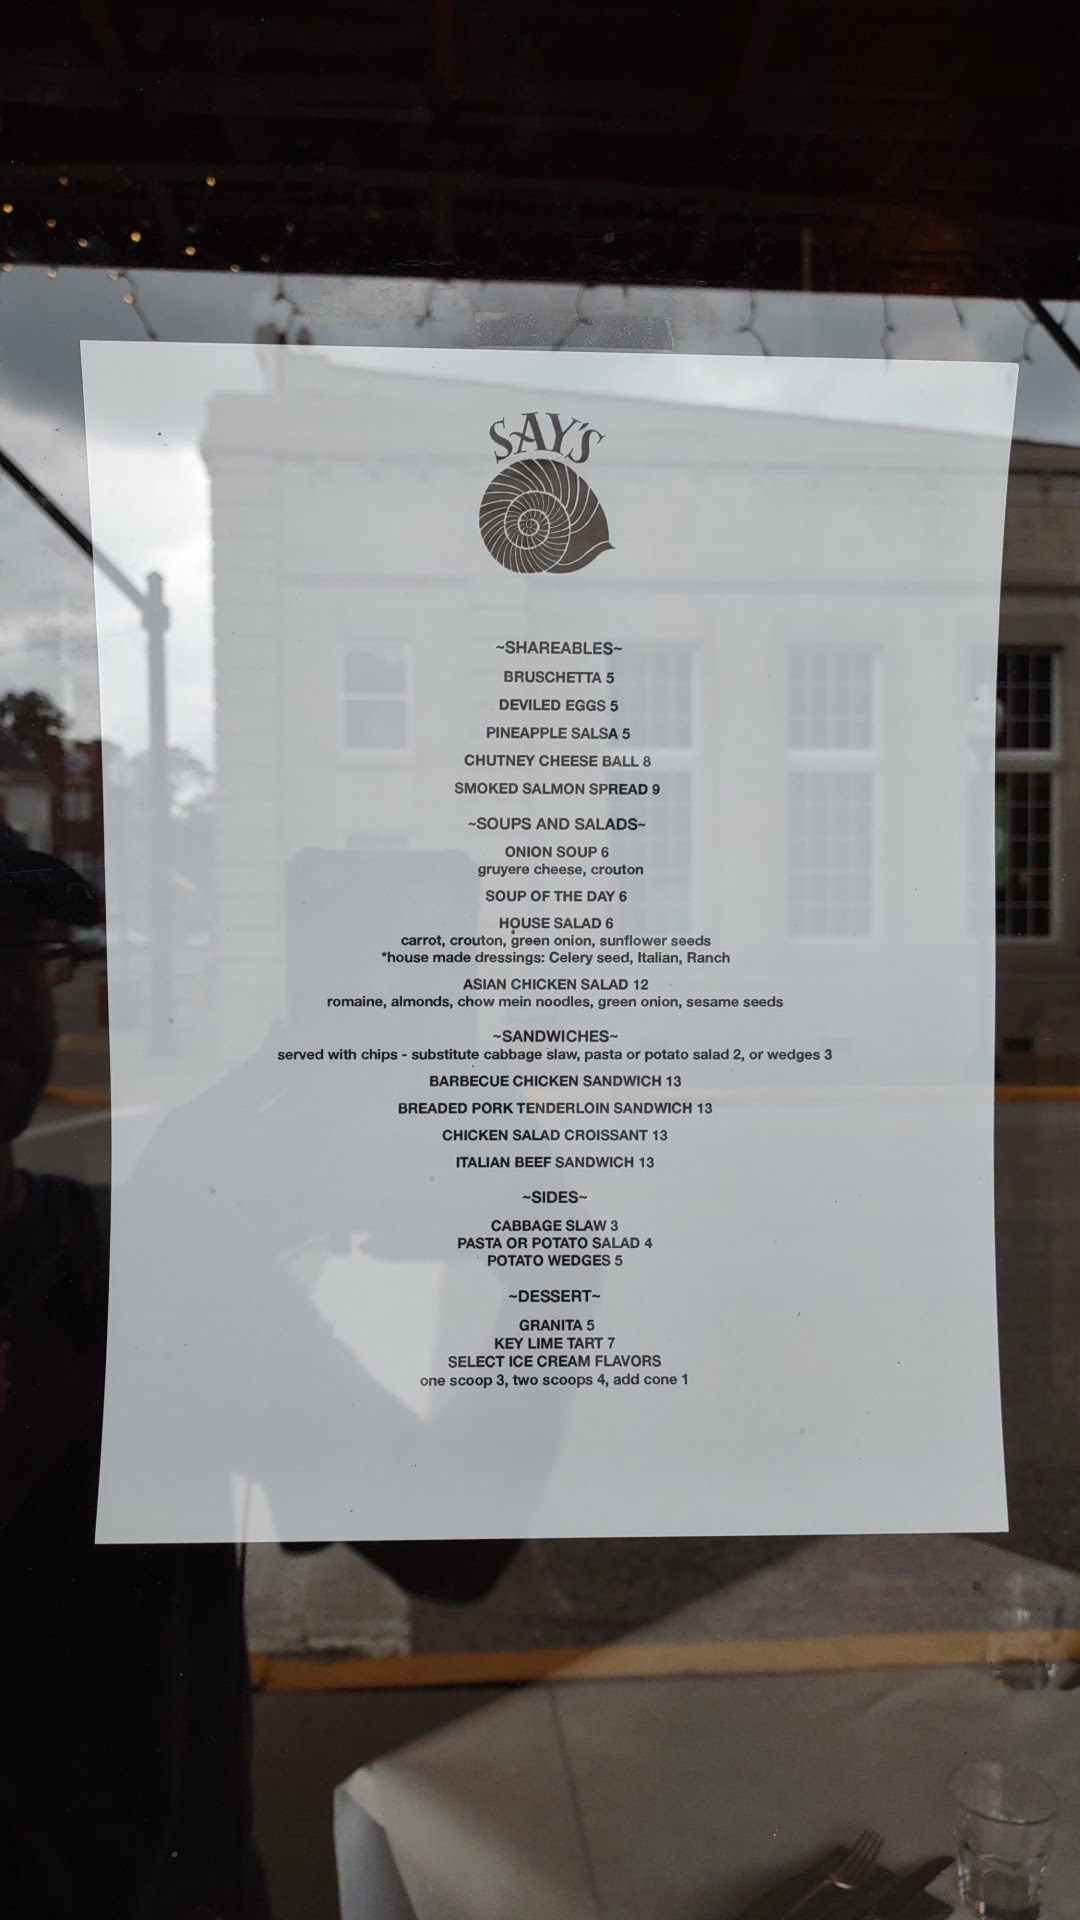 SAY'S
~SHAREABLES~
BRUSCHETTA 5
DEVILED EGGS 5
PINEAPPLE SALSA 5
CHUTNEY CHEESE BALL 8
SMOKED SALMON SPREAD 9
~SOUPS AND SALADS~
ONION SOUP 6
gruyere cheese, crouton
SOUP OF THE DAY 6
HOUSE SALAD 6
carrot, crouton, green onion, sunflower seeds
*house made dressings: Celery seed, Italian, Ranch
ASIAN CHICKEN SALAD 12
romaine, almonds, chow mein noodles, green onion, sesame seeds
~SANDWICHES~
served with chips - substitute cabbage slaw, pasta or potato salad 2, or wedges 3
BARBECUE CHICKEN SANDWICH 13
BREADED PORK TENDERLOIN SANDWICH 13
CHICKEN SALAD CROISSANT 13
ITALIAN BEEF SANDWICH 13
~SIDES~
CABBAGE SLAW 3
PASTA OR POTATO SALAD 4
POTATO WEDGES 5
~DESSERT~
GRANITA 5
KEY LIME TART 7
SELECT ICE CREAM FLAVORS
one scoop 3, two scoops 4, add cone 1